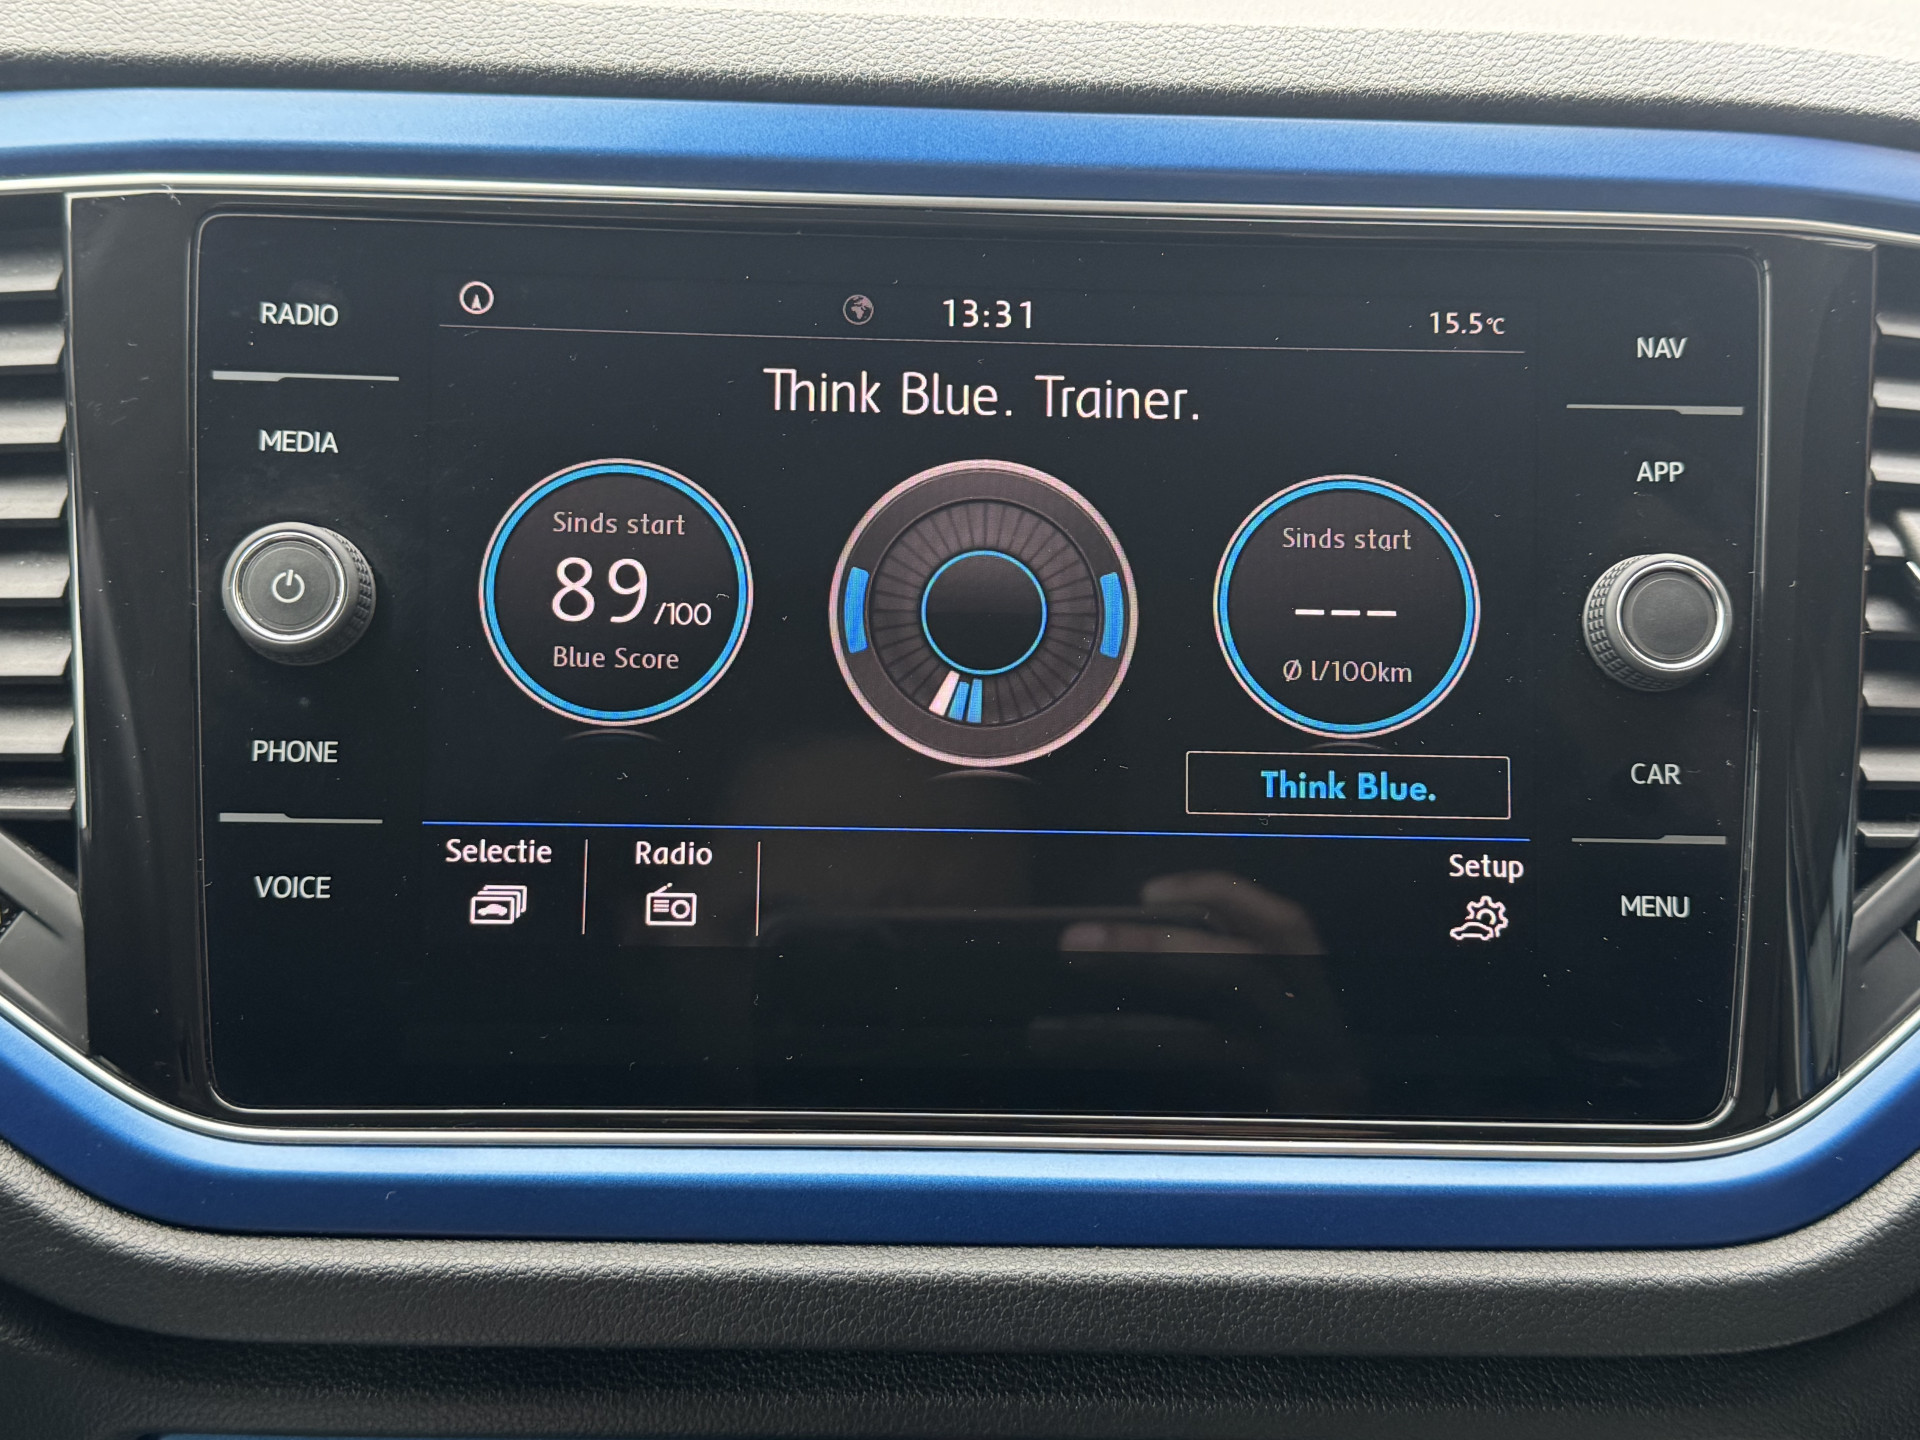 RADIO
MEDIA
PHONE
VOICE
13:31
15.5°C
Think Blue. Trainer.
Sinds start
89/100
Blue Score
Sinds start
---
Ø l/100km
Think Blue.
Selectie
Radio
Setup
NAV
APP
CAR
MENU